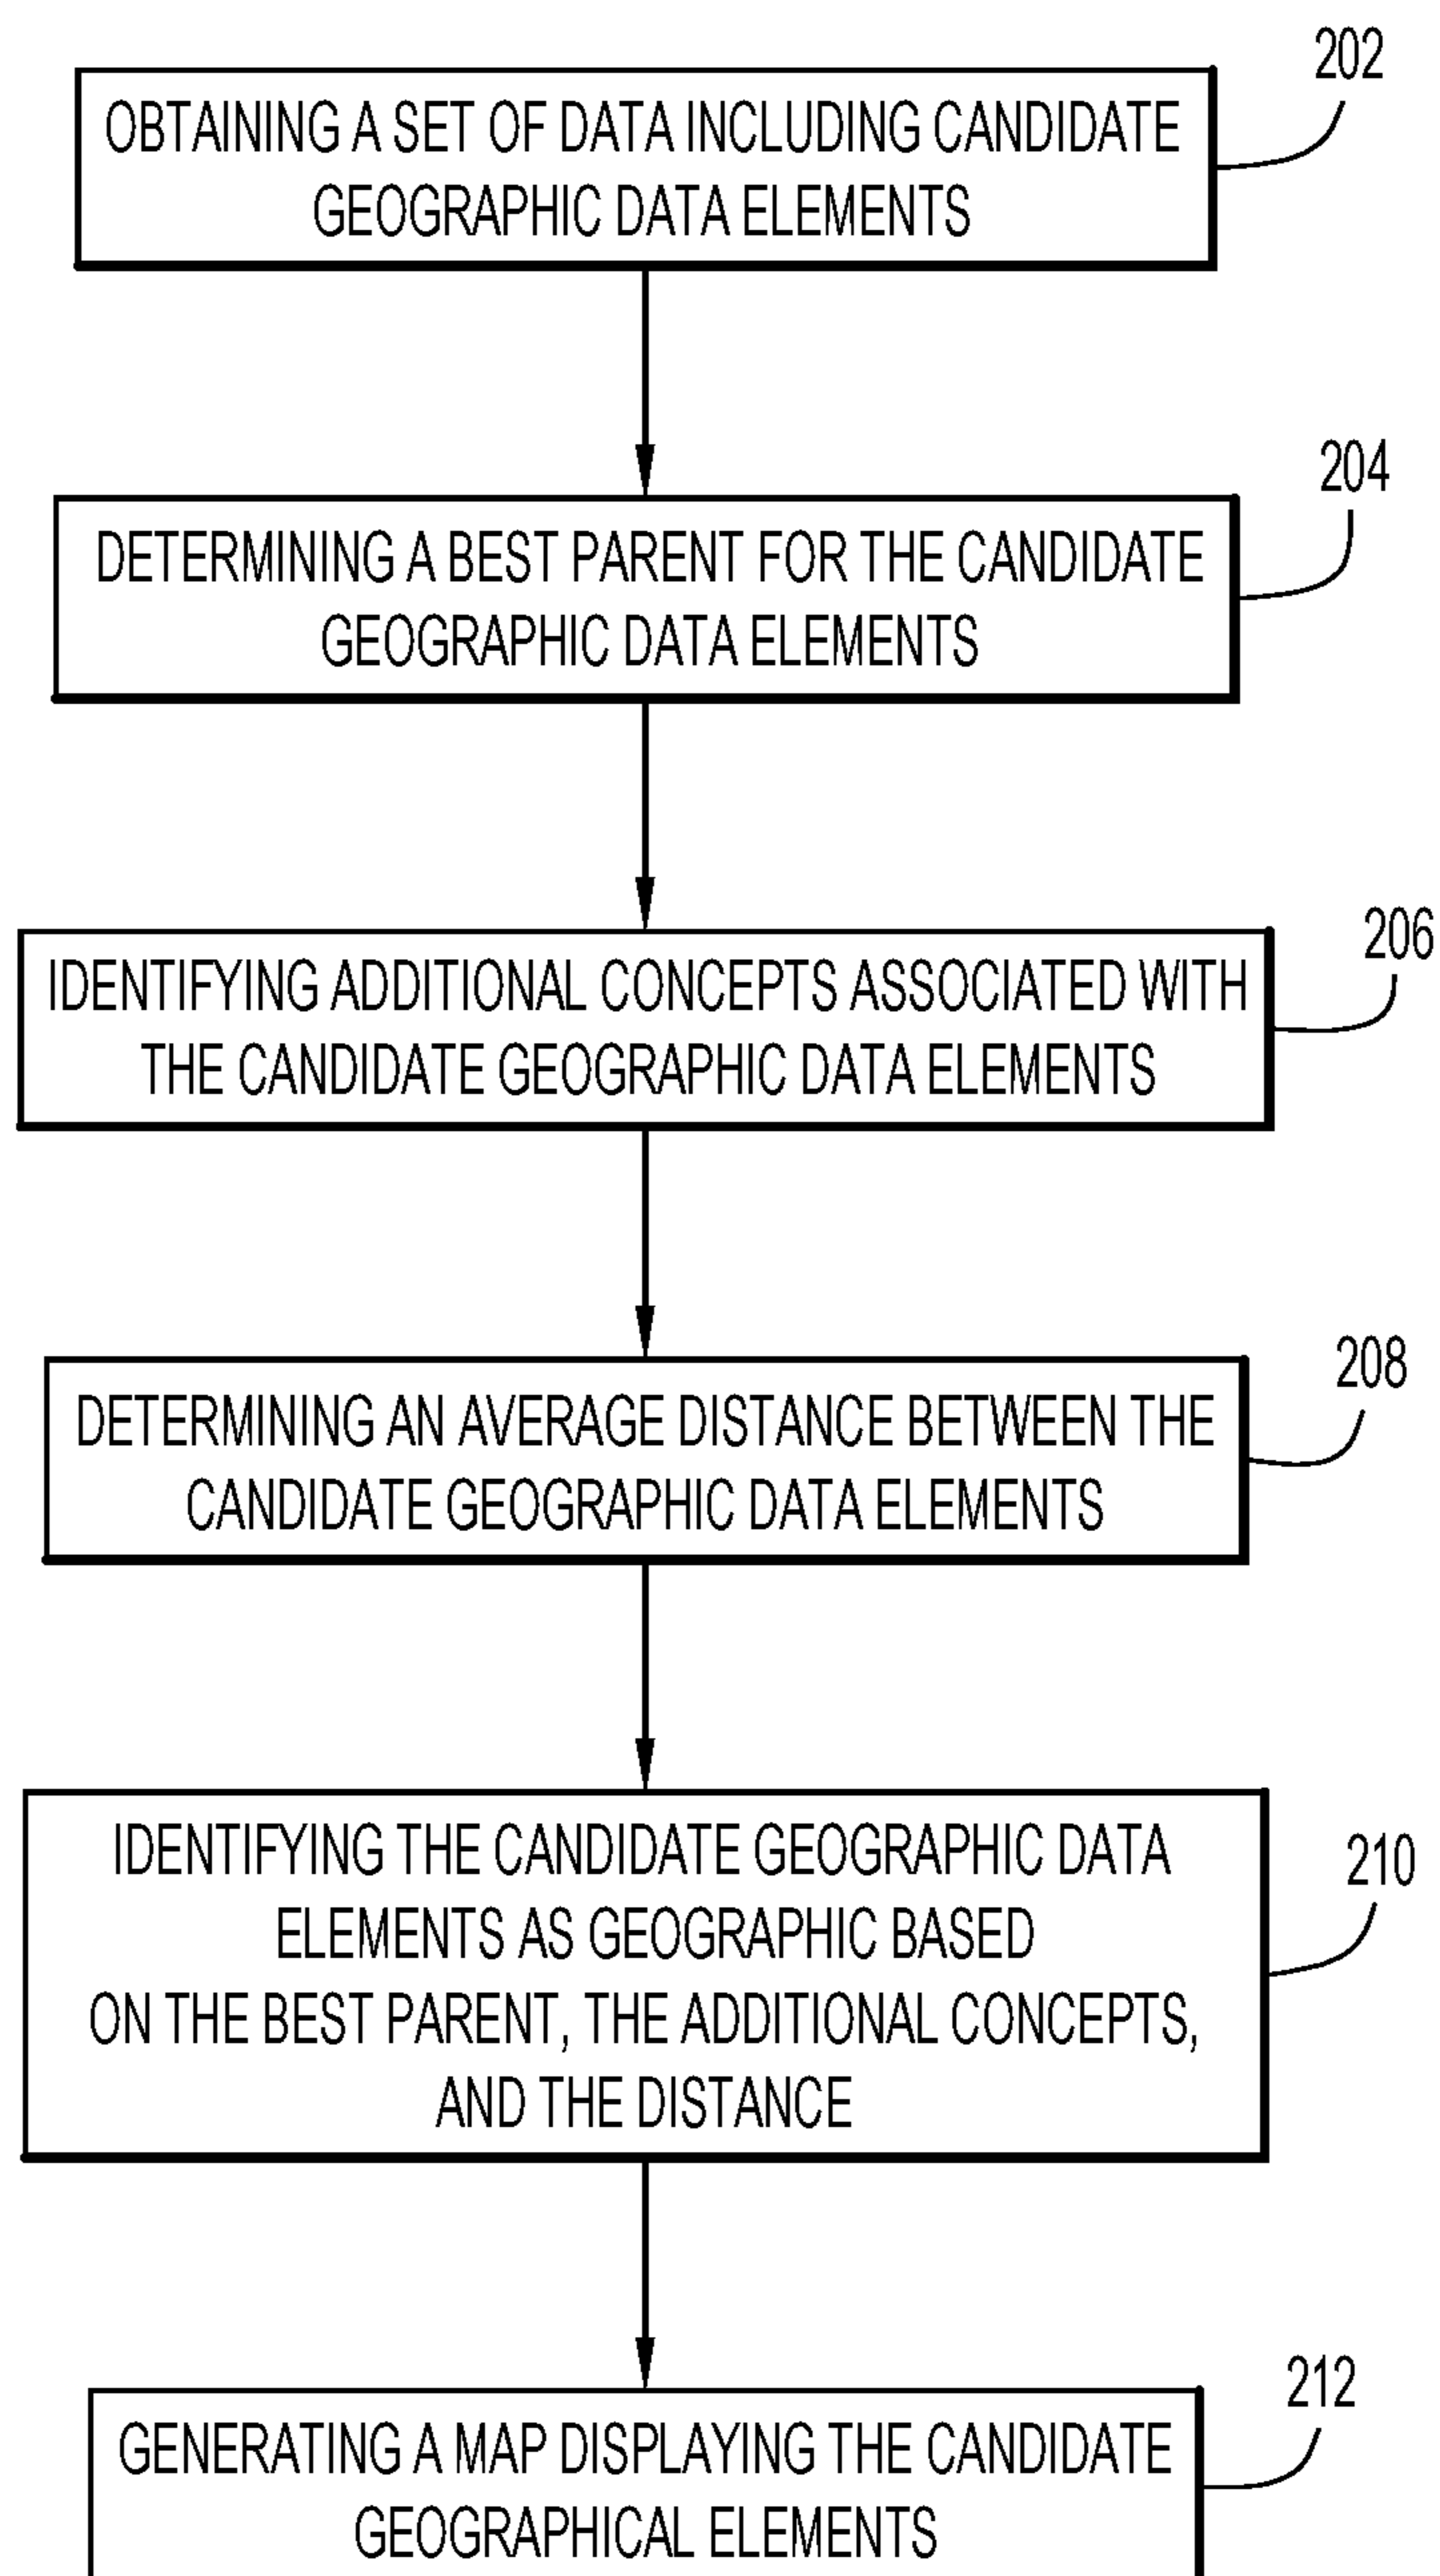 202
OBTAINING A SET OF DATA INCLUDING CANDIDATE
GEOGRAPHIC DATA ELEMENTS
204
DETERMINING A BEST PARENT FOR THE CANDIDATE
GEOGRAPHIC DATA ELEMENTS
206
IDENTIFYING ADDITIONAL CONCEPTS ASSOCIATED WITH
THE CANDIDATE GEOGRAPHIC DATA ELEMENTS
208
DETERMINING AN AVERAGE DISTANCE BETWEEN THE
CANDIDATE GEOGRAPHIC DATA ELEMENTS
210
IDENTIFYING THE CANDIDATE GEOGRAPHIC DATA
ELEMENTS AS GEOGRAPHIC BASED
ON THE BEST PARENT, THE ADDITIONAL CONCEPTS,
AND THE DISTANCE
212
GENERATING A MAP DISPLAYING THE CANDIDATE
GEOGRAPHICAL ELEMENTS